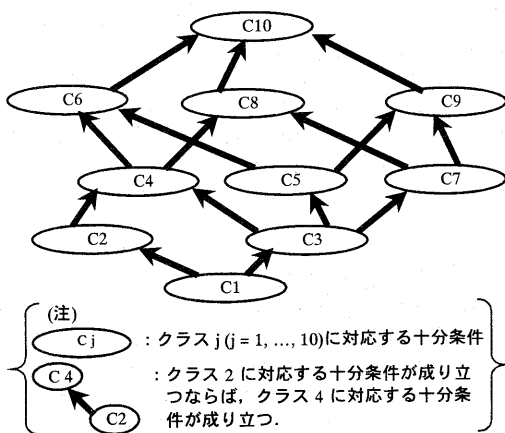 C10
C6
C8
C9
C4
C5
C7
C2
C3
C1
(注)
C j
:クラス j (j = 1, ..., 10)に対応する十分条件
C 4
C2
:クラス 2 に対応する十分条件が成り立
つならば,クラス 4 に対応する十分条
件が成り立つ.